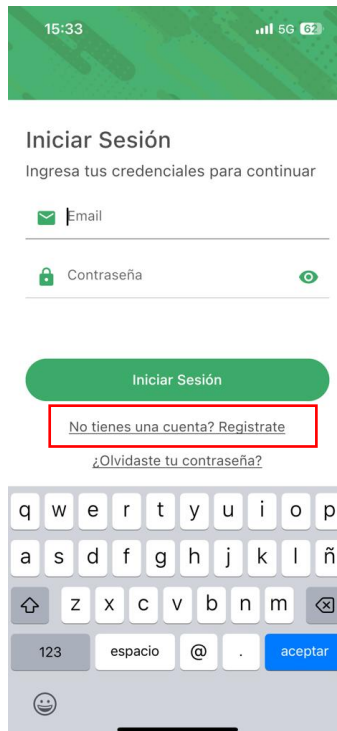 15:33 5G 62
Iniciar Sesión
Ingresa tus credenciales para continuar
Email
Contraseña
Iniciar Sesión
No tienes una cuenta? Registrate
¿Olvidaste tu contraseña?
q w e r t y u i o p
a s d f g h j k l ñ
z x c v b n m
123 espacio @ . aceptar